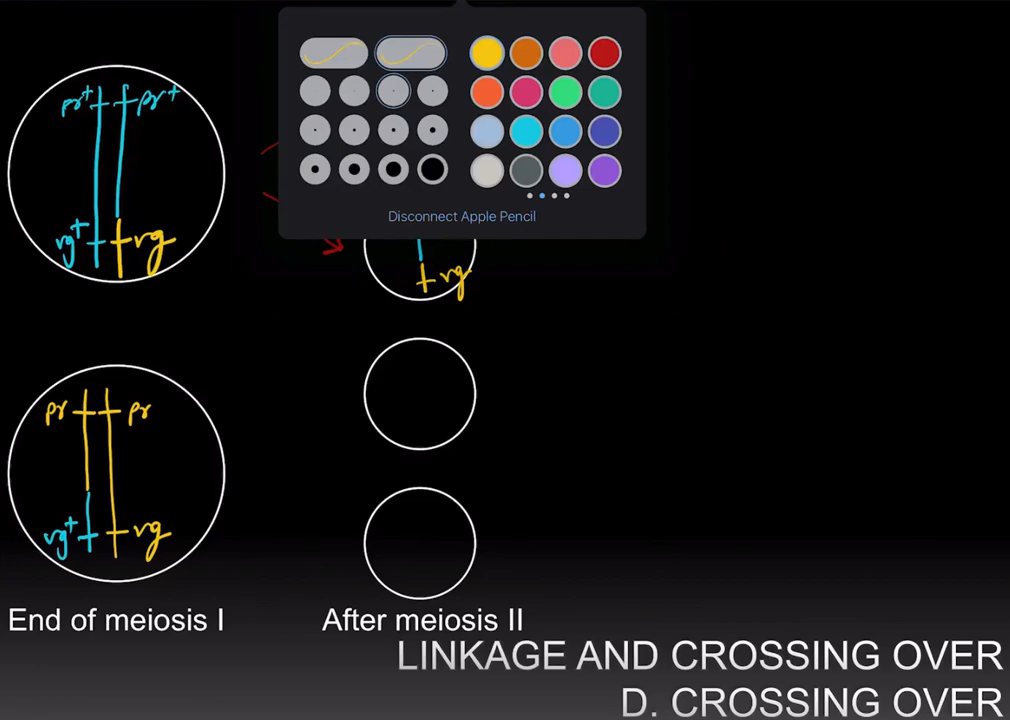 Disconnect Apple Pencil
pr+ pr+
vg+ vg
vg
pr pr
vg+ vg
End of meiosis I
After meiosis II
LINKAGE AND CROSSING OVER
D. CROSSING OVER